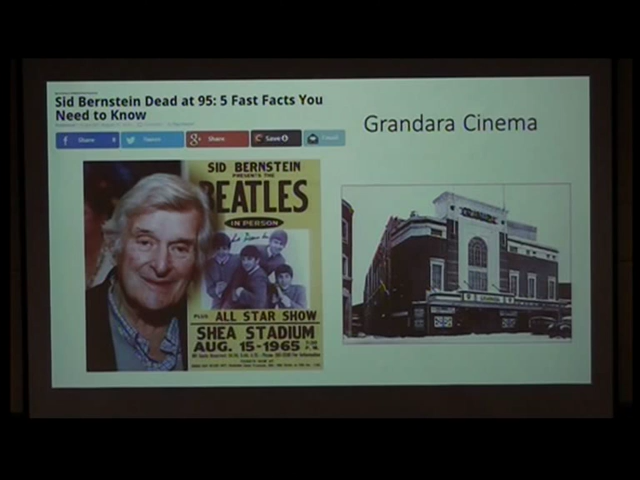 Sid Bernstein Dead at 95: 5 Fast Facts You
Need to Know
Share
Tweet
Share
Save
Grandara Cinema
SID BERNSTEIN
PRESENTS THE
BEATLES
IN PERSON
PLUS ALL STAR SHOW
SHEA STADIUM
AUG. 15-1965